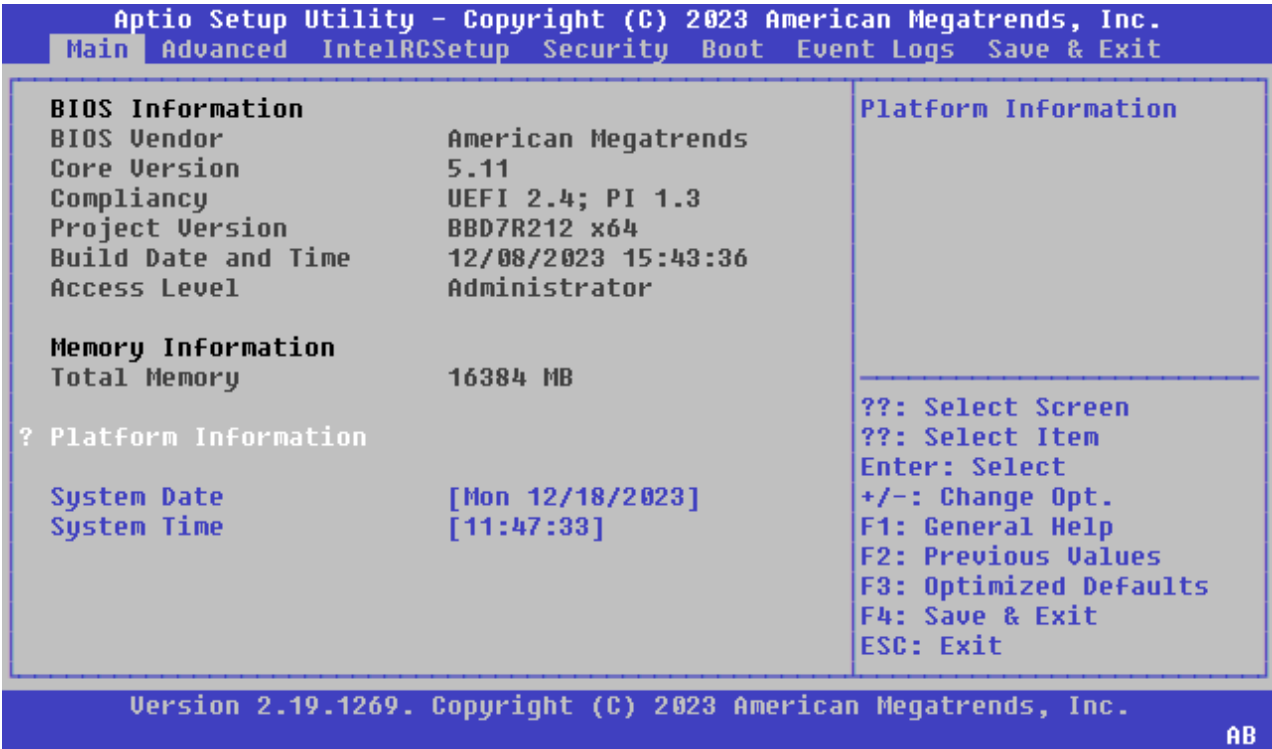 Aptio Setup Utility - Copyright (C) 2023 American Megatrends, Inc.
Main Advanced IntelRCSetup Security Boot Event Logs Save & Exit
BIOS Information
BIOS Vendor American Megatrends
Core Version 5.11
Compliancy UEFI 2.4; PI 1.3
Project Version BBD7R212 x64
Build Date and Time 12/08/2023 15:43:36
Access Level Administrator
Memory Information
Total Memory 16384 MB
? Platform Information
System Date [Mon 12/18/2023]
System Time [11:47:33]
Platform Information
??: Select Screen
??: Select Item
Enter: Select
+/-: Change Opt.
F1: General Help
F2: Previous Values
F3: Optimized Defaults
F4: Save & Exit
ESC: Exit
Version 2.19.1269. Copyright (C) 2023 American Megatrends, Inc.
AB